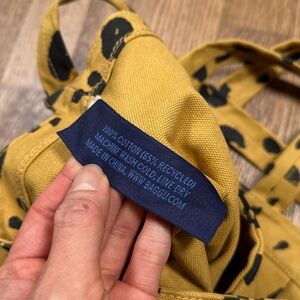 100% COTTON (65% RECYCLED)
MACHINE WASH COLD, LINE DRY
MADE IN CHINA, WWW.BAGGU.COM